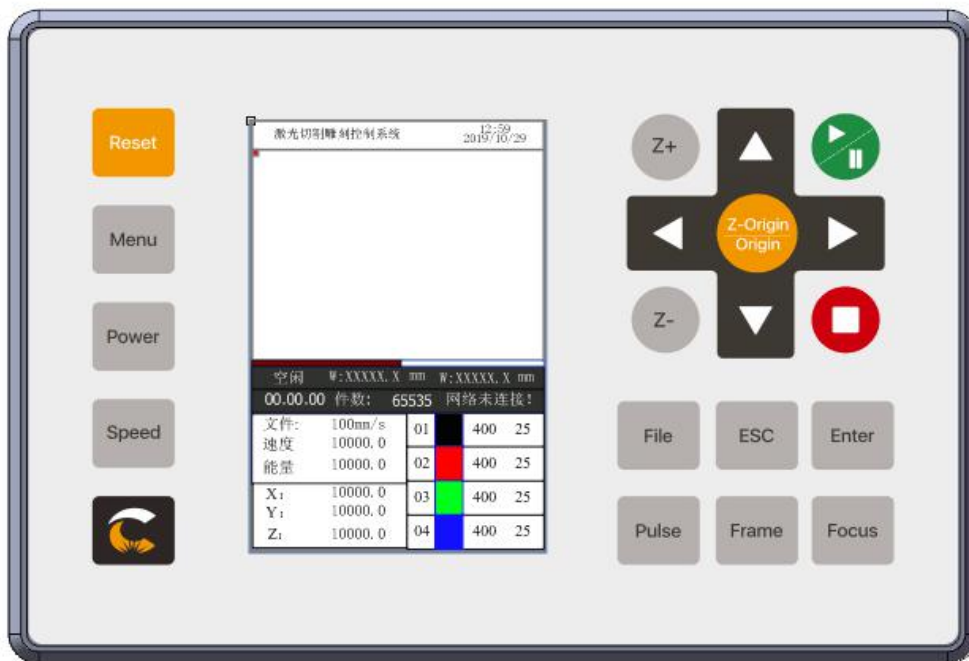 Reset
Menu
Power
Speed
激光切割雕刻控制系统
12:59
2019/10/29
空闲 W:XXXXX.X mm W:XXXXX.X mm
00.00.00 件数: 65535 网络未连接!
文件: 100mm/s
速度 10000.0
能量 10000.0
X: 10000.0
Y: 10000.0
Z: 10000.0
01 400 25
02 400 25
03 400 25
04 400 25
Z+
Z-Origin
Origin
Z-
File ESC Enter
Pulse Frame Focus